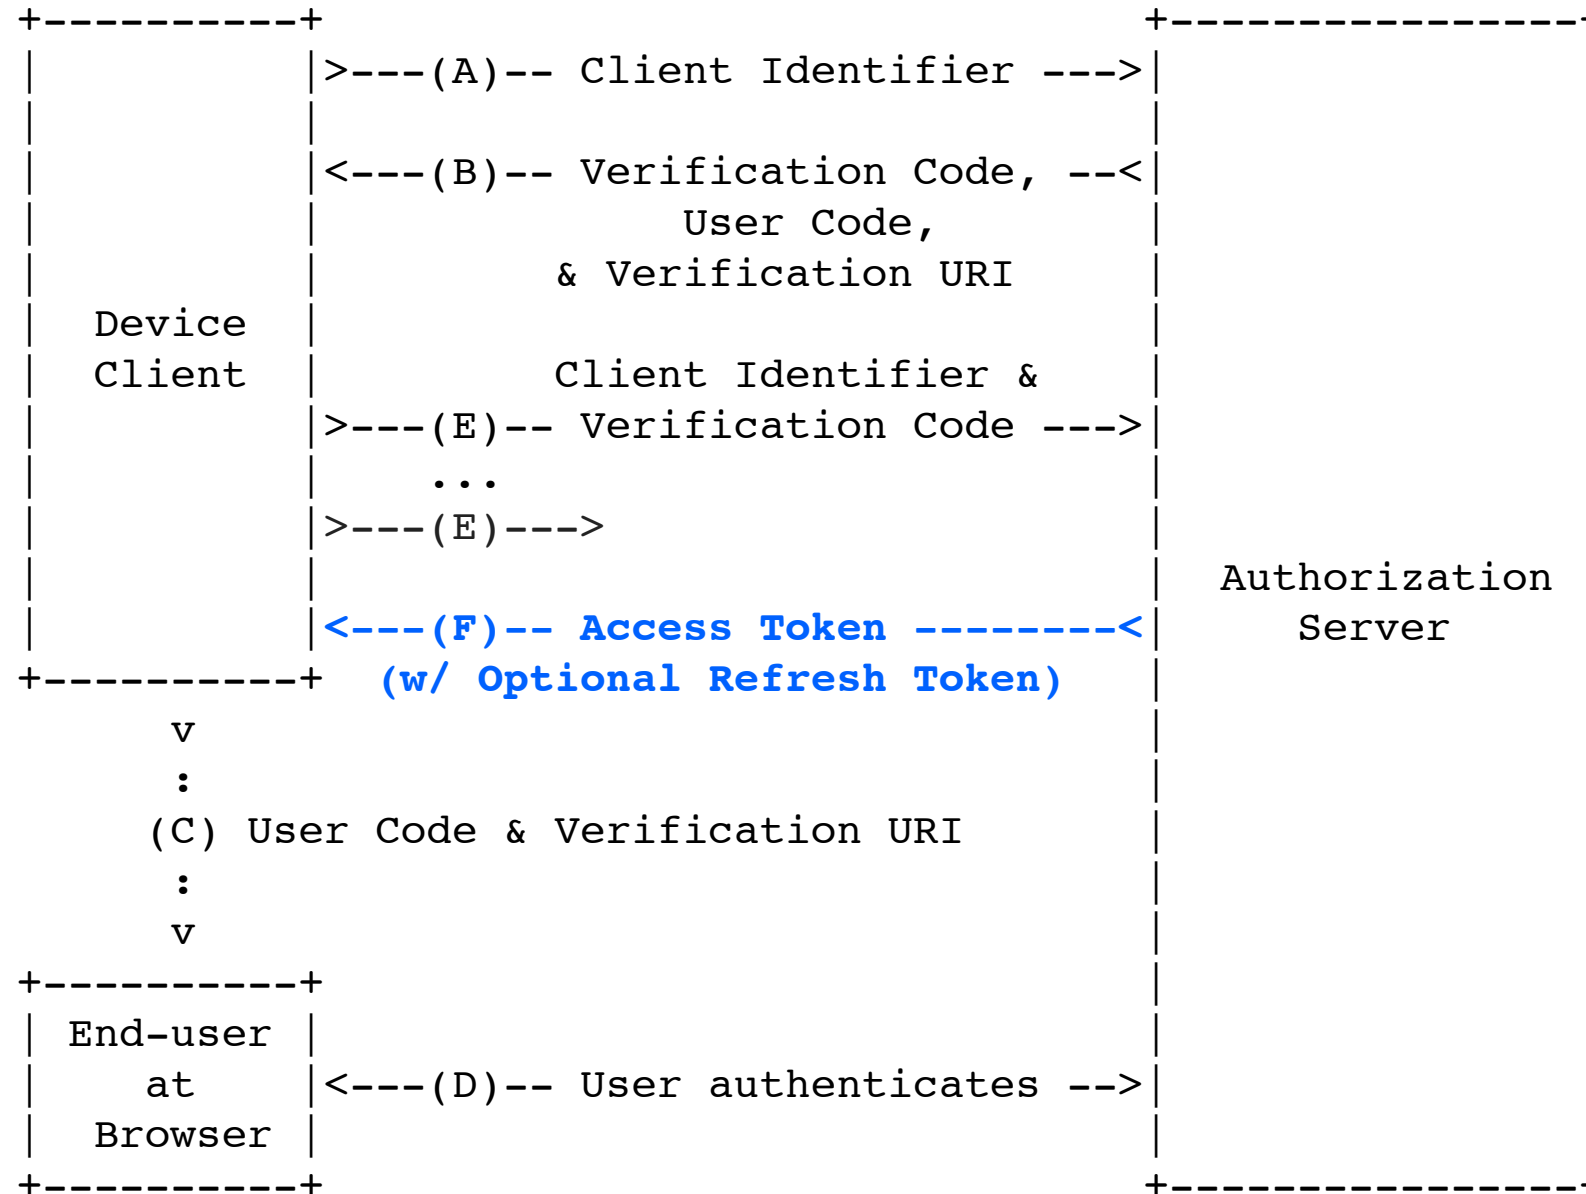 +----------+                                +----------------+
|          |>---(A)-- Client Identifier --->|
|          |                                |
|          |<---(B)-- Verification Code, --<|
|          |              User Code,        |
|          |         & Verification URI     |
|  Device  |                                |
|  Client  |         Client Identifier &    |
|          |>---(E)-- Verification Code --->|
|          |    ...                         |
|          |>---(E)--->                     |
|          |                                |  Authorization
|          |<---(F)-- Access Token --------<|     Server
+----------+  (w/ Optional Refresh Token)   |
      v                                     |
      :                                     |
     (C) User Code & Verification URI       |
      :                                     |
      v                                     |
+----------+                                |
| End-user |                                |
|    at    |<---(D)-- User authenticates -->|
|  Browser |                                |
+----------+                                +----------------+